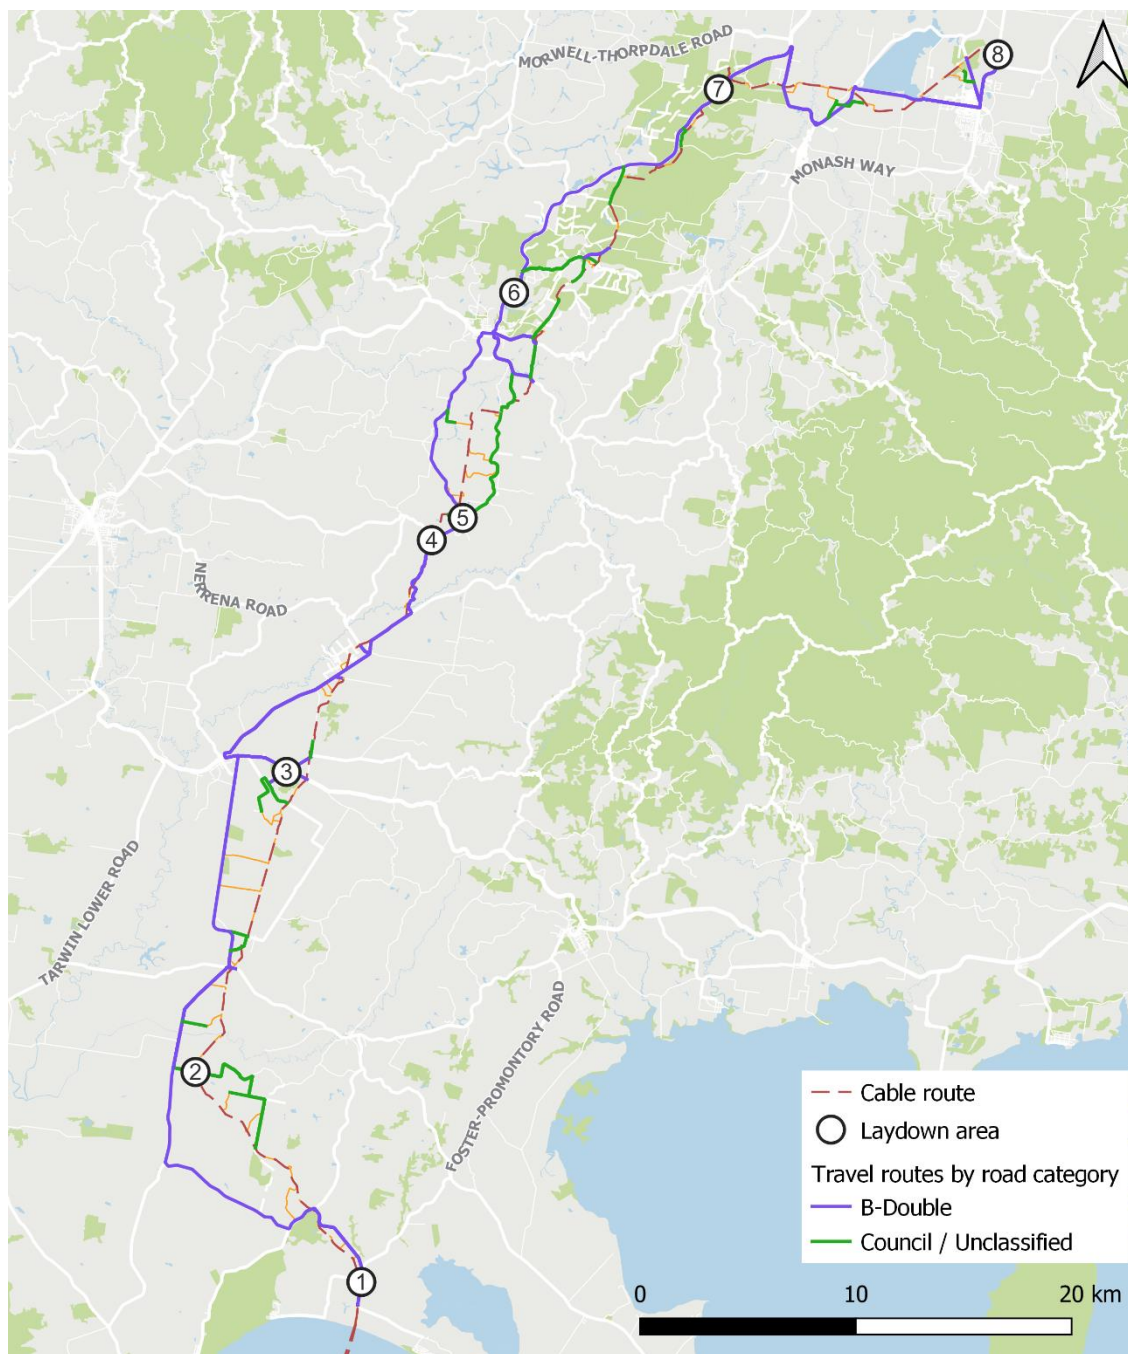 MORWELL-THORPDALE ROAD
8
7
MONASH WAY
6
5
4
NERRENA ROAD
3
TARWIN LOWER ROAD
2
FOSTER-PROMONTORY ROAD
1
Cable route
Laydown area
Travel routes by road category
B-Double
Council / Unclassified
0 10 20 km